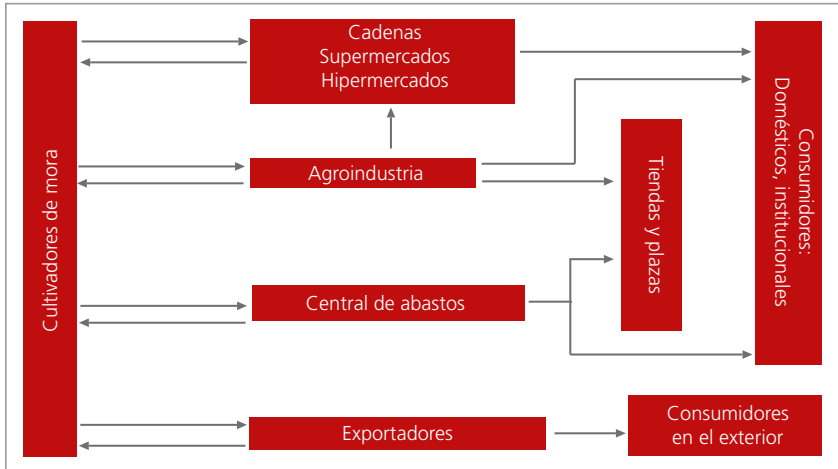 Cultivadores de mora
Cadenas
Supermercados
Hipermercados
Agroindustria
Central de abastos
Exportadores
Tiendas y plazas
Consumidores:
Domésticos, institucionales
Consumidores
en el exterior